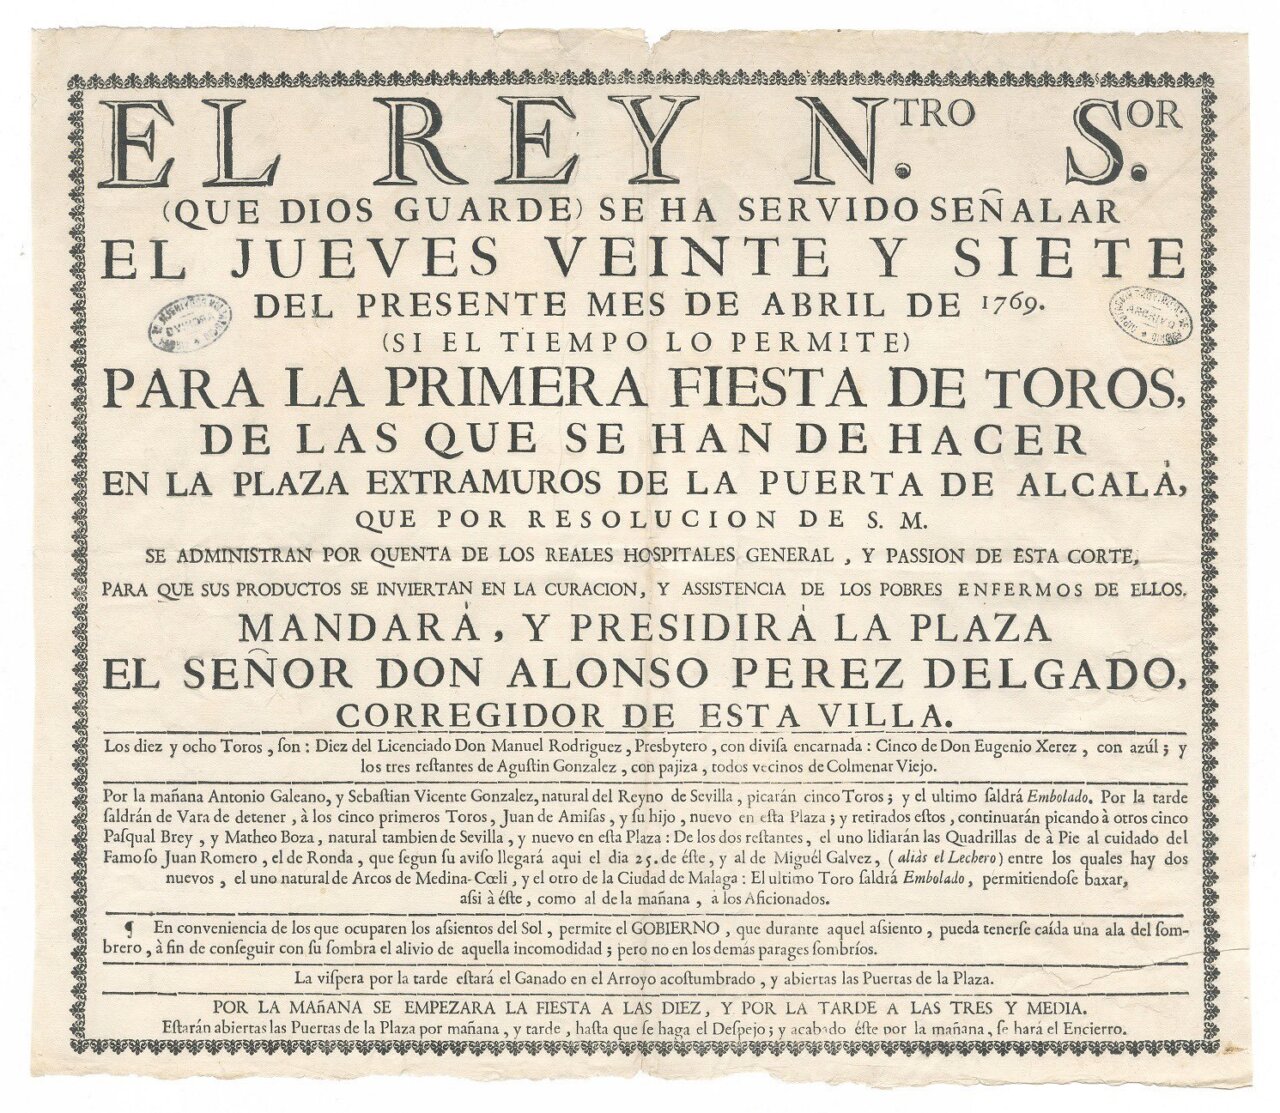 EL REY N.TRO S.OR
(QUE DIOS GUARDE) SE HA SERVIDO SEÑALAR
EL JUEVES VEINTE Y SIETE
DEL PRESENTE MES DE ABRIL DE 1769.
(SI EL TIEMPO LO PERMITE)
PARA LA PRIMERA FIESTA DE TOROS,
DE LAS QUE SE HAN DE HACER
EN LA PLAZA EXTRAMUROS DE LA PUERTA DE ALCALÀ,
QUE POR RESOLUCION DE S. M.
SE ADMINISTRAN POR QUENTA DE LOS REALES HOSPITALES GENERAL, Y PASSION DE ESTA CORTE,
PARA QUE SUS PRODUCTOS SE INVIERTAN EN LA CURACION, Y ASSISTENCIA DE LOS POBRES ENFERMOS DE ELLOS.
MANDARÀ, Y PRESIDIRÀ LA PLAZA
EL SEÑOR DON ALONSO PEREZ DELGADO,
CORREGIDOR DE ESTA VILLA.
Los diez y ocho Toros, ſon: Diez del Licenciado Don Manuel Rodriguez, Presbytero, con diviſa encarnada: Cinco de Don Eugenio Xerez, con azúl; y
los tres reſtantes de Aguſtin Gonzalez, con pajiza, todos vecinos de Colmenar Viejo.
Por la mañana Antonio Galeano, y Sebaſtian Vicente Gonzalez, natural del Reyno de Sevilla, picarán cinco Toros; y el ultimo ſaldrá Embolado. Por la tarde
ſaldrán de Vara de detener, à los cinco primeros Toros, Juan de Amiſas, y ſu hijo, nuevo en eſta Plaza; y retirados eſtos, continuarán picando à otros cinco
Paſqual Brey, y Matheo Boza, natural tambien de Sevilla, y nuevo en eſta Plaza: De los dos reſtantes, el uno lidiarán las Quadrillas de à Pie al cuidado del
Famoſo Juan Romero, el de Ronda, que segun ſu aviſo llegará aqui el dia 25. de éſte, y al de Miguél Galvez, (aliàs el Lechero) entre los quales hay dos
nuevos, el uno natural de Arcos de Medina-Cœli, y el otro de la Ciudad de Malaga: El ultimo Toro ſaldrá Embolado, permitiendoſe baxar,
aſi à éſte, como al de la mañana, à los Aficionados.
¶ En conveniencia de los que ocuparen los aſsientos del Sol, permite el GOBIERNO, que durante aquel aſsiento, pueda tenerſe caída una ala del ſom-
brero, à fin de conſeguir con ſu ſombra el alivio de aquella incomodidad; pero no en los demás parages ſombríos.
La viſpera por la tarde eſtará el Ganado en el Arroyo acoſtumbrado, y abiertas las Puertas de la Plaza.
POR LA MAñANA SE EMPEZARA LA FIESTA A LAS DIEZ, Y POR LA TARDE A LAS TRES Y MEDIA.
Eſtarán abiertas las Puertas de la Plaza por mañana, y tarde, haſta que ſe haga el Deſpejo; y acabado éſte por la mañana, ſe hará el Encierro.
ARCHIVO